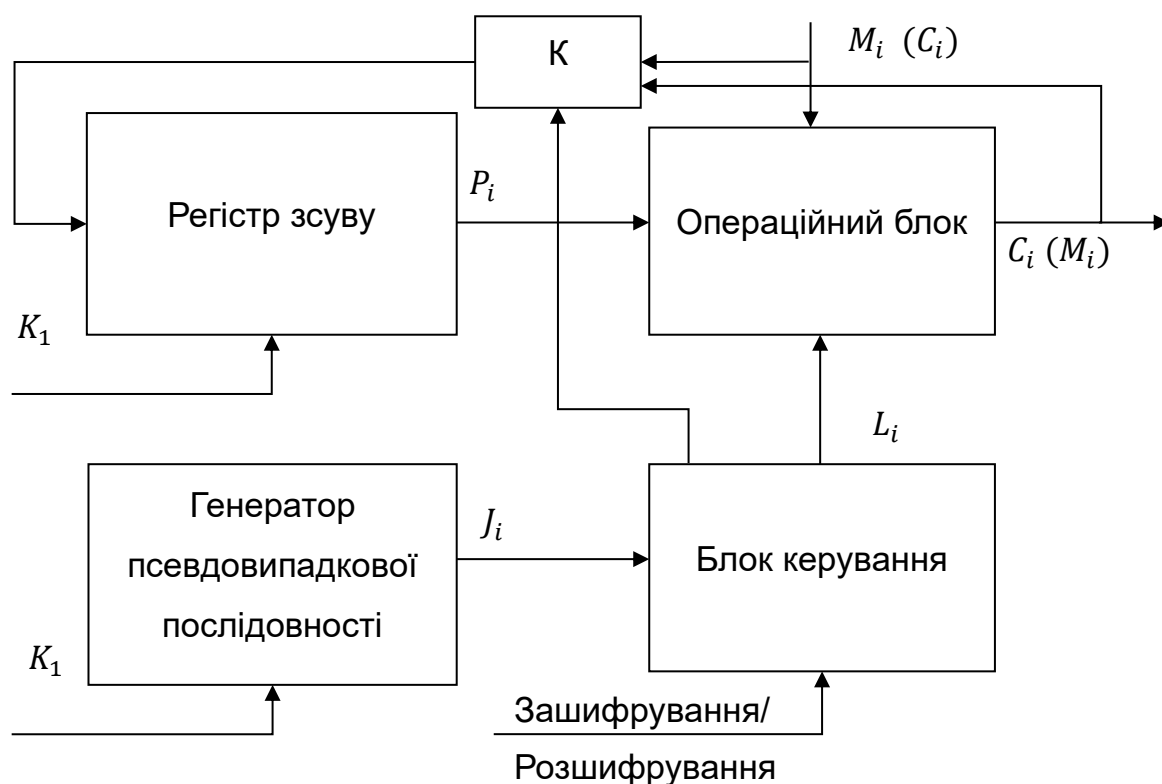 К
M_i (C_i)
Регістр зсуву
P_i
Операційний блок
C_i (M_i)
K_1
L_i
Генератор
псевдовипадкової
послідовності
J_i
Блок керування
K_1
Зашифрування/
Розшифрування